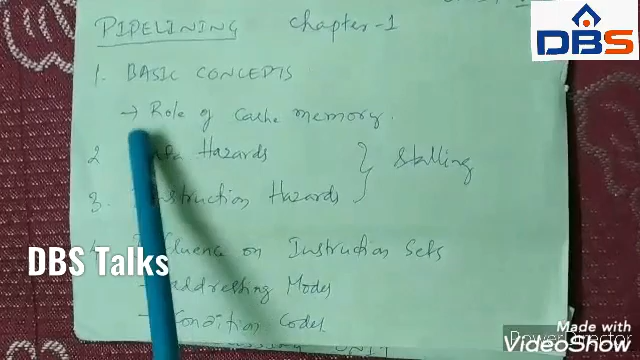 PIPELINING Chapter-1
DBS
1. BASIC CONCEPTS
→ Role of Cache memory.
2 Hazards } Stalling
3. Instruction Hazards
Influence on Instruction Sets
DBS Talks
addressing Modes
→ Condition Codes
Made with
VideoShow
UNIT